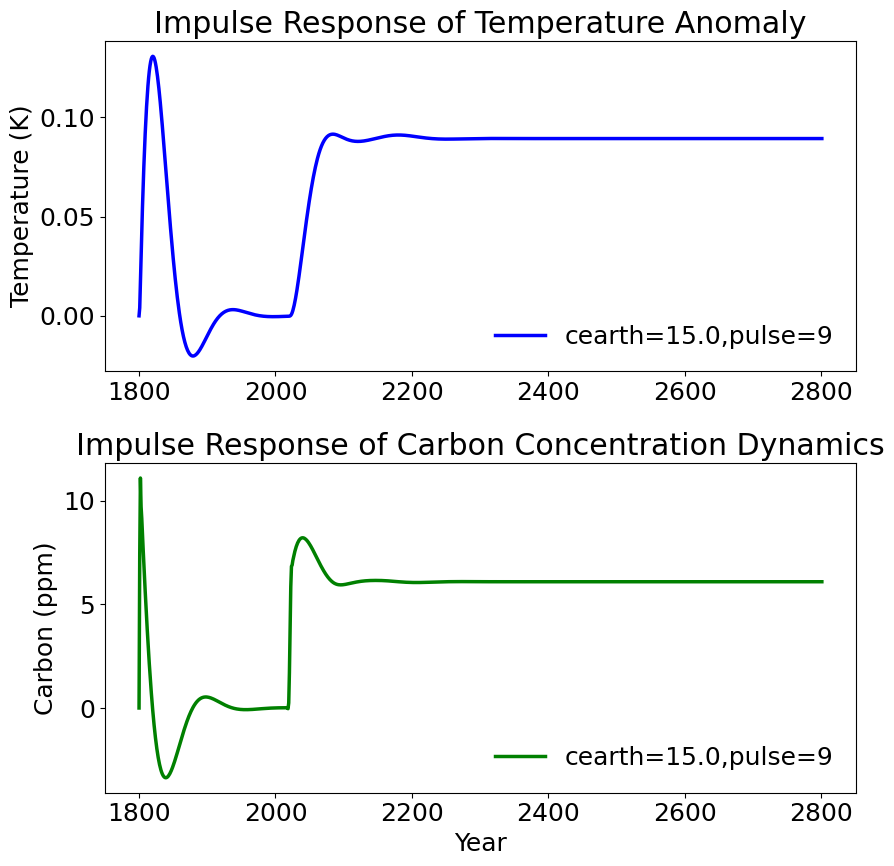 Impulse Response of Temperature Anomaly
Temperature (K)
0.10
0.05
0.00
cearth=15.0,pulse=9
1800 2000 2200 2400 2600 2800
Impulse Response of Carbon Concentration Dynamics
Carbon (ppm)
10
5
0
cearth=15.0,pulse=9
1800 2000 2200 2400 2600 2800
Year